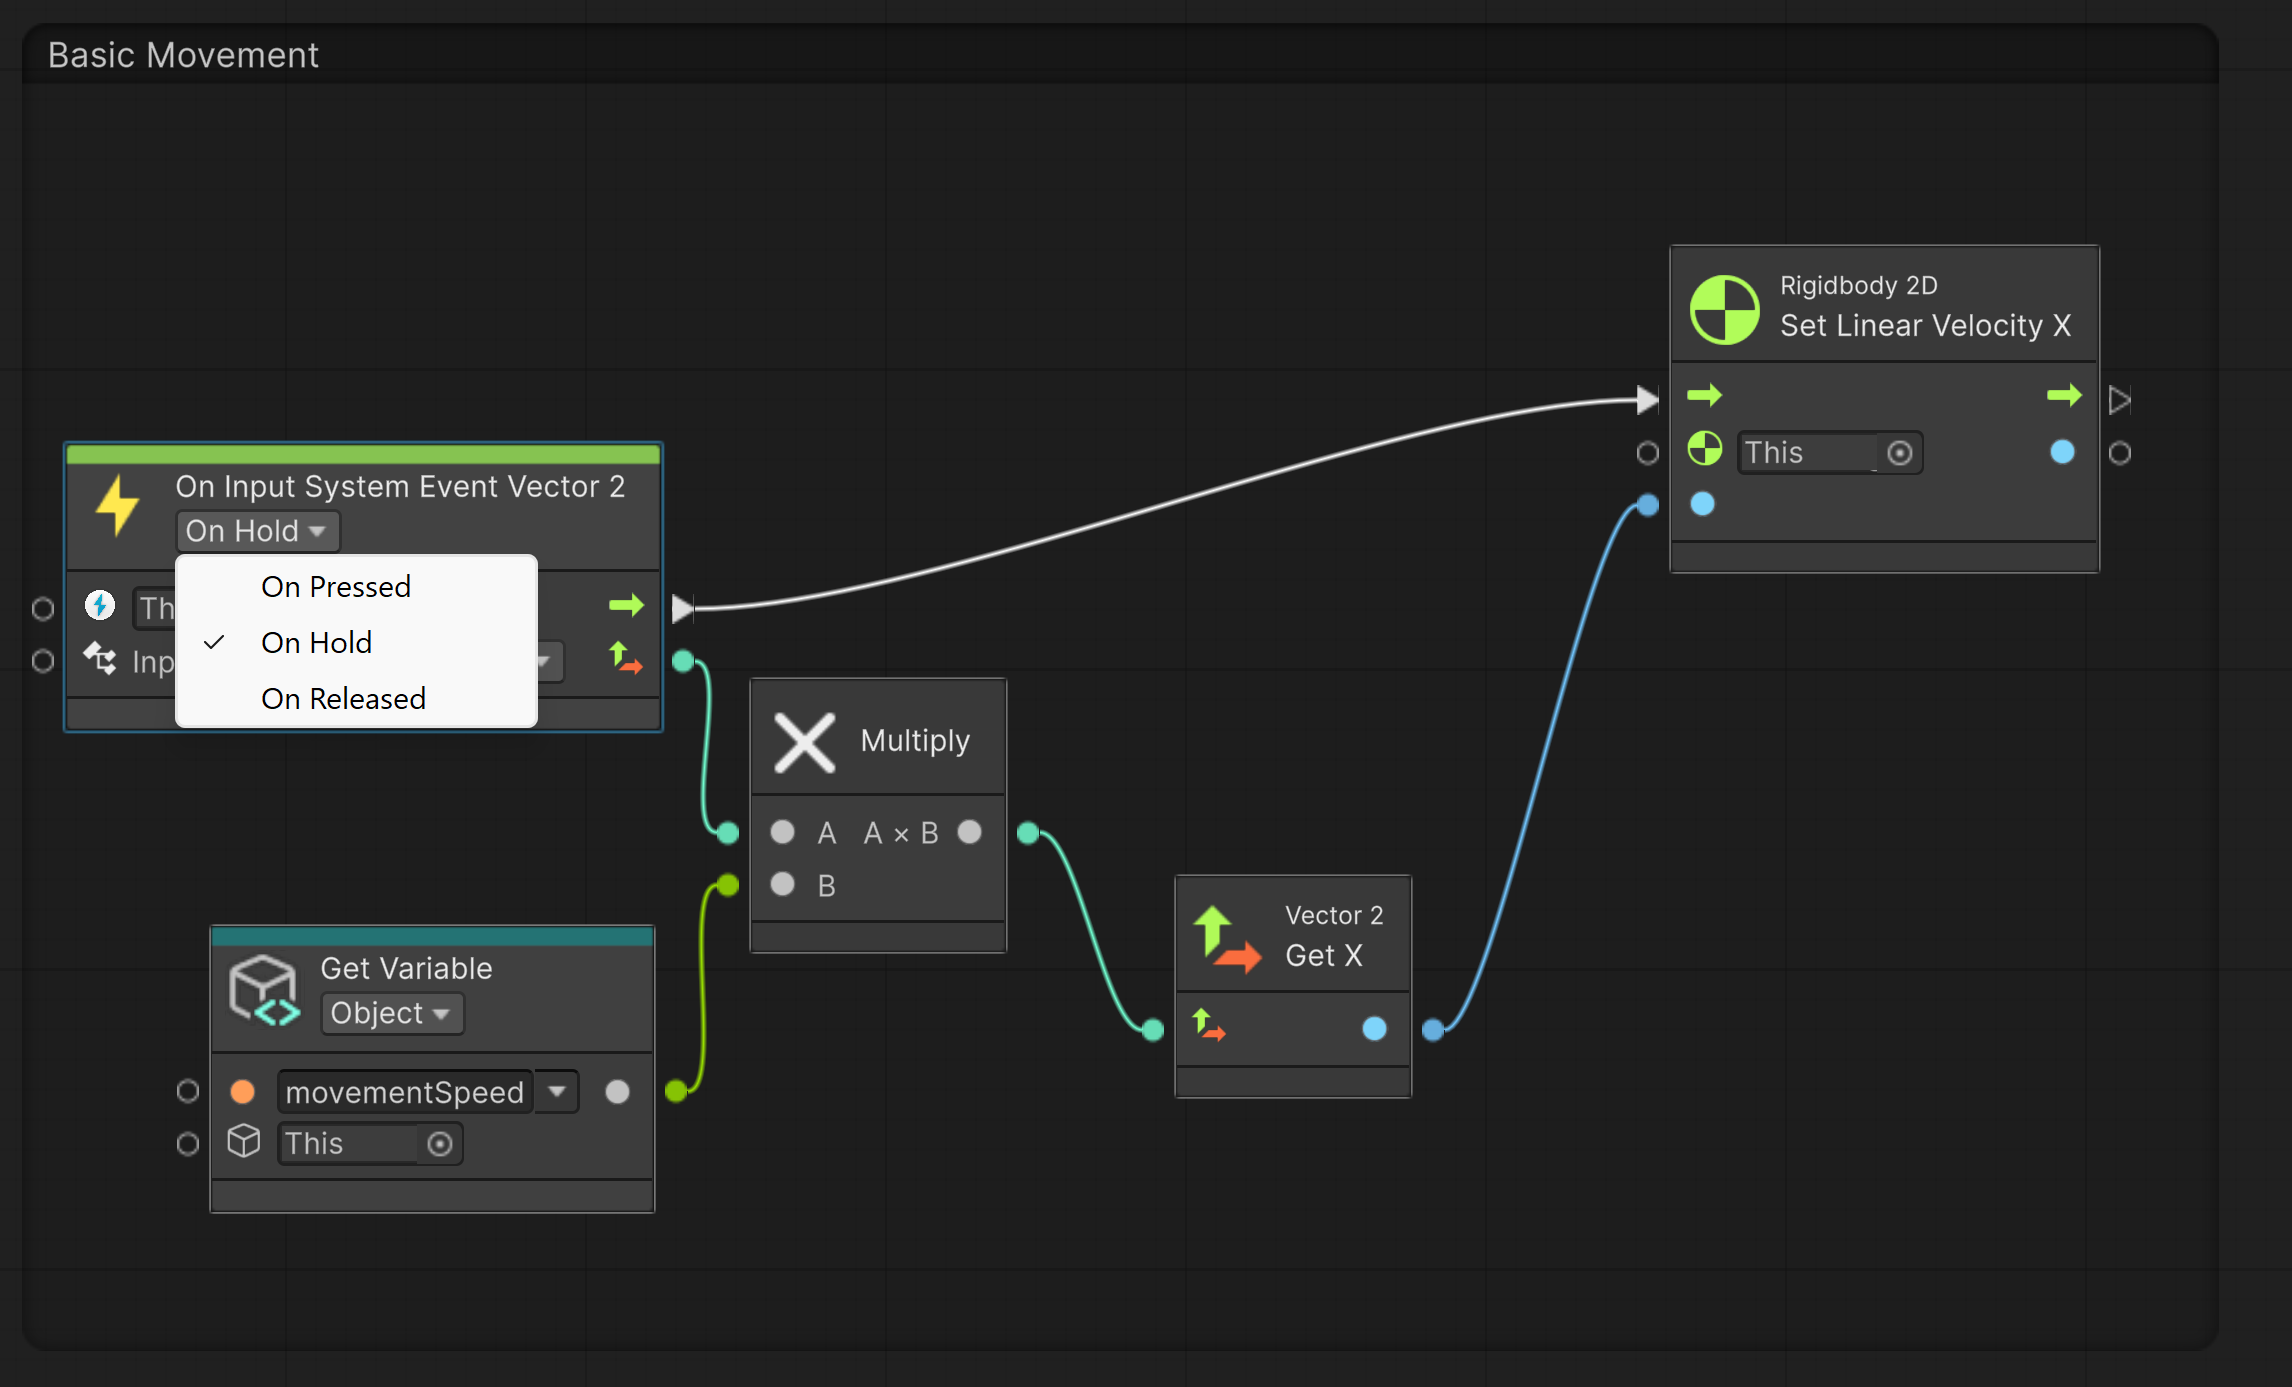 Basic Movement
Rigidbody 2D
Set Linear Velocity X
This
On Input System Event Vector 2
On Hold
On Pressed
On Hold
On Released
Th
Inp
Multiply
A A × B
B
Vector 2
Get X
Get Variable
Object
movementSpeed
This